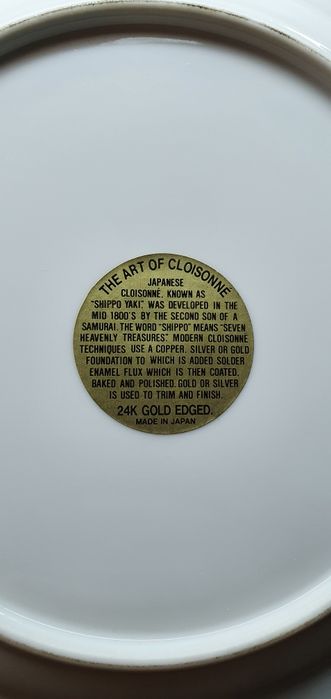 THE ART OF CLOISONNÉ
JAPANESE
CLOISONNÉ, KNOWN AS
"SHIPPO YAKI," WAS DEVELOPED IN THE
MID 1800'S BY THE SECOND SON OF A
SAMURAI. THE WORD "SHIPPO" MEANS "SEVEN
HEAVENLY TREASURES." MODERN CLOISONNÉ
TECHNIQUES USE A COPPER, SILVER OR GOLD
FOUNDATION TO WHICH IS ADDED SOLDER
ENAMEL FLUX WHICH IS THEN COATED,
BAKED AND POLISHED. GOLD OR SILVER
IS USED TO TRIM AND FINISH.
24K GOLD EDGED.
MADE IN JAPAN